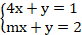 4x + y = 1
mx + y = 2